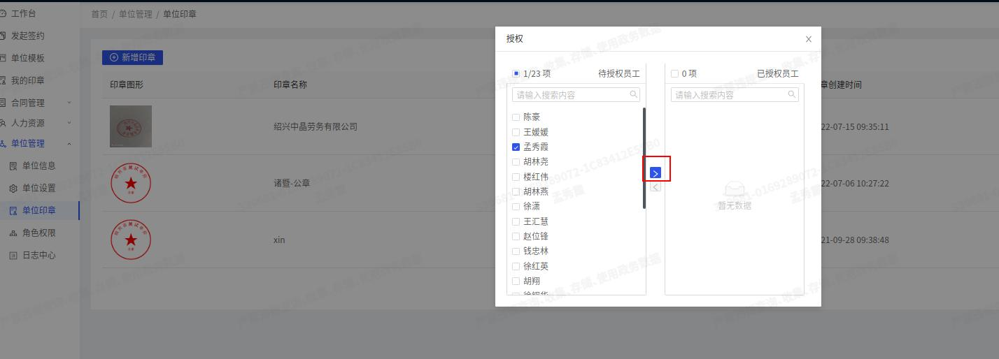 工作台
首页 / 单位管理 / 单位印章
发起签约
单位模板
我的印章
合同管理
人力资源
单位管理
单位信息
单位设置
单位印章
角色权限
日志中心
新增印章
印章图形
印章名称
章创建时间
绍兴中晶劳务有限公司
22-07-15 09:35:11
诸暨-公章
22-07-06 10:27:22
xin
21-09-28 09:38:48
授权
1/23 项
待授权员工
请输入搜索内容
陈豪
王媛媛
孟秀霞
胡林尧
楼红伟
胡林燕
徐潇
王汇慧
赵位锋
钱忠林
徐红英
胡翔
0 项
已授权员工
请输入搜索内容
暂无数据